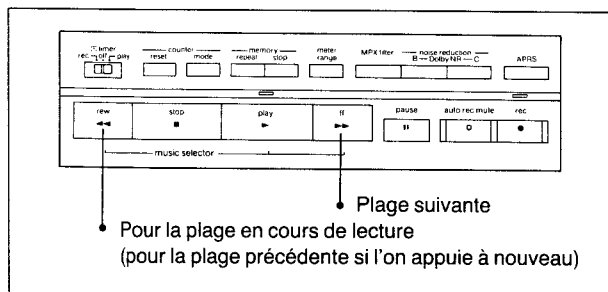 timer
rec off play
counter
reset mode
memory
repeat stop
meter
range
MPX filter
noise reduction
B Dolby NR C
APRS
rew
stop
play
ff
pause
auto rec mute
rec
music selector
Plage suivante
Pour la plage en cours de lecture
(pour la plage précédente si l'on appuie à nouveau)